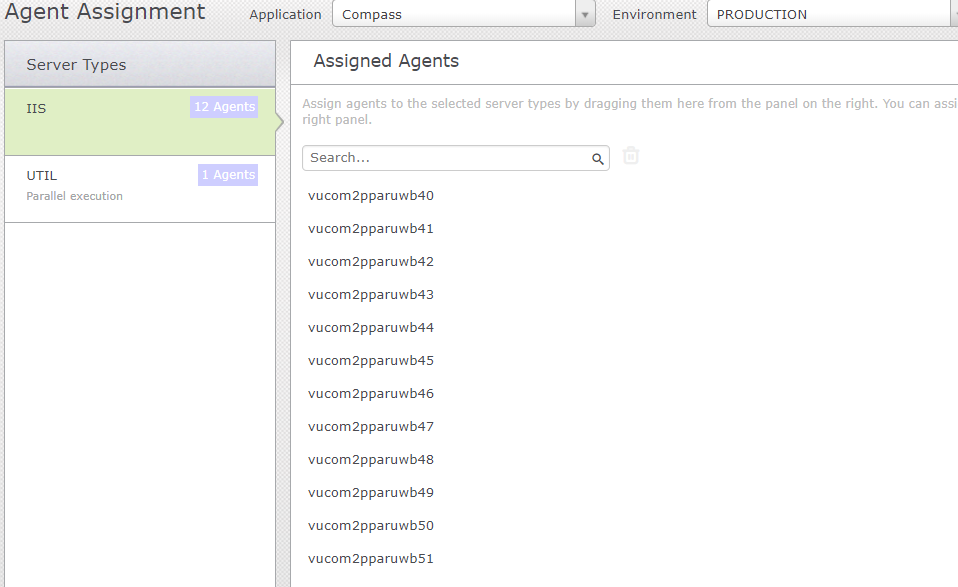 Agent Assignment
Application
Compass
Environment
PRODUCTION
Server Types
IIS
12 Agents
UTIL
1 Agents
Parallel execution
Assigned Agents
Assign agents to the selected server types by dragging them here from the panel on the right. You can assi
right panel.
Search...
vucom2pparuwb40
vucom2pparuwb41
vucom2pparuwb42
vucom2pparuwb43
vucom2pparuwb44
vucom2pparuwb45
vucom2pparuwb46
vucom2pparuwb47
vucom2pparuwb48
vucom2pparuwb49
vucom2pparuwb50
vucom2pparuwb51